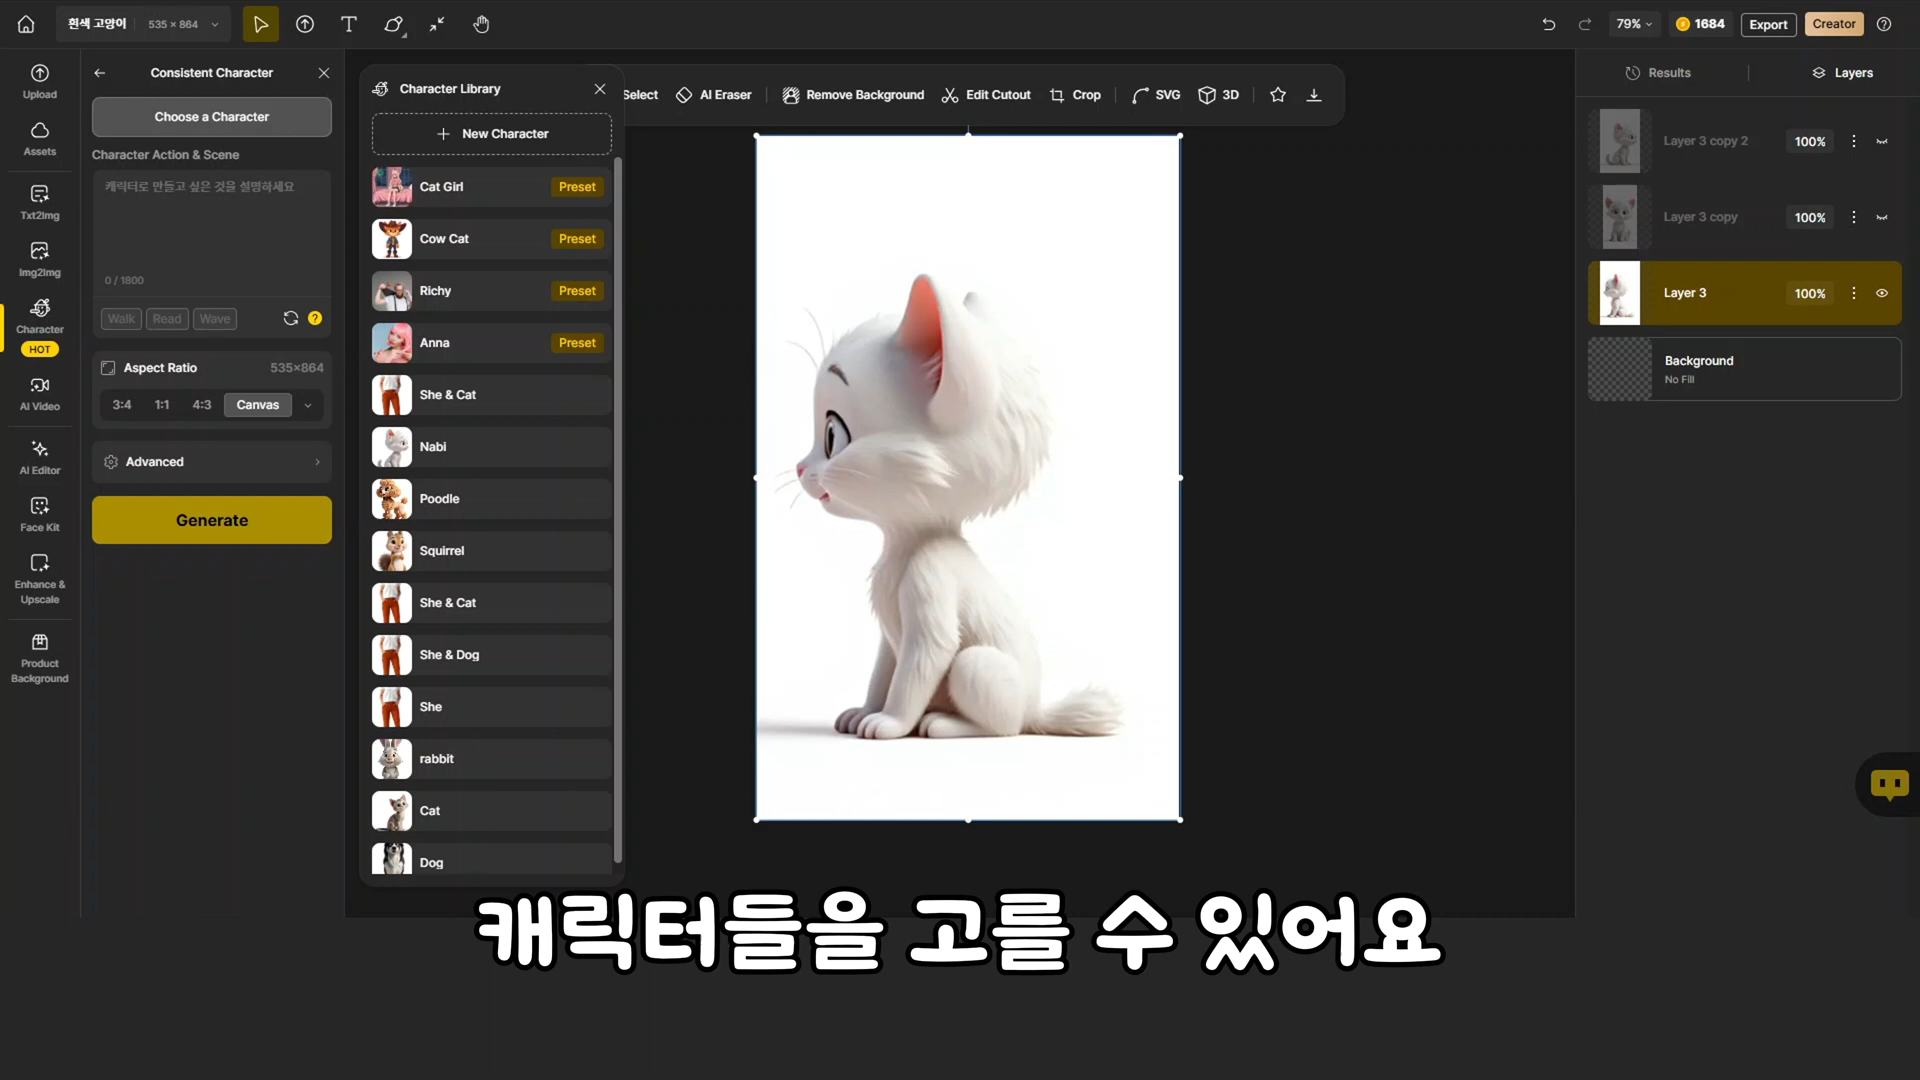 흰색 고양이 535 × 864
79%
1684
Export
Creator
Upload
Assets
Txt2Img
Img2Img
Character
HOT
AI Video
AI Editor
Face Kit
Enhance &
Upscale
Product
Background
Consistent Character
Choose a Character
Character Action & Scene
캐릭터로 만들고 싶은 것을 설명하세요
0 / 1800
Walk Read Wave
Aspect Ratio 535×864
3:4 1:1 4:3 Canvas
Advanced
Generate
Character Library
New Character
Cat Girl Preset
Cow Cat Preset
Richy Preset
Anna Preset
She & Cat
Nabi
Poodle
Squirrel
She & Cat
She & Dog
She
rabbit
Cat
Dog
Select AI Eraser Remove Background Edit Cutout Crop SVG 3D
Results Layers
Layer 3 copy 2 100%
Layer 3 copy 100%
Layer 3 100%
Background
No Fill
캐릭터들을 고를 수 있어요